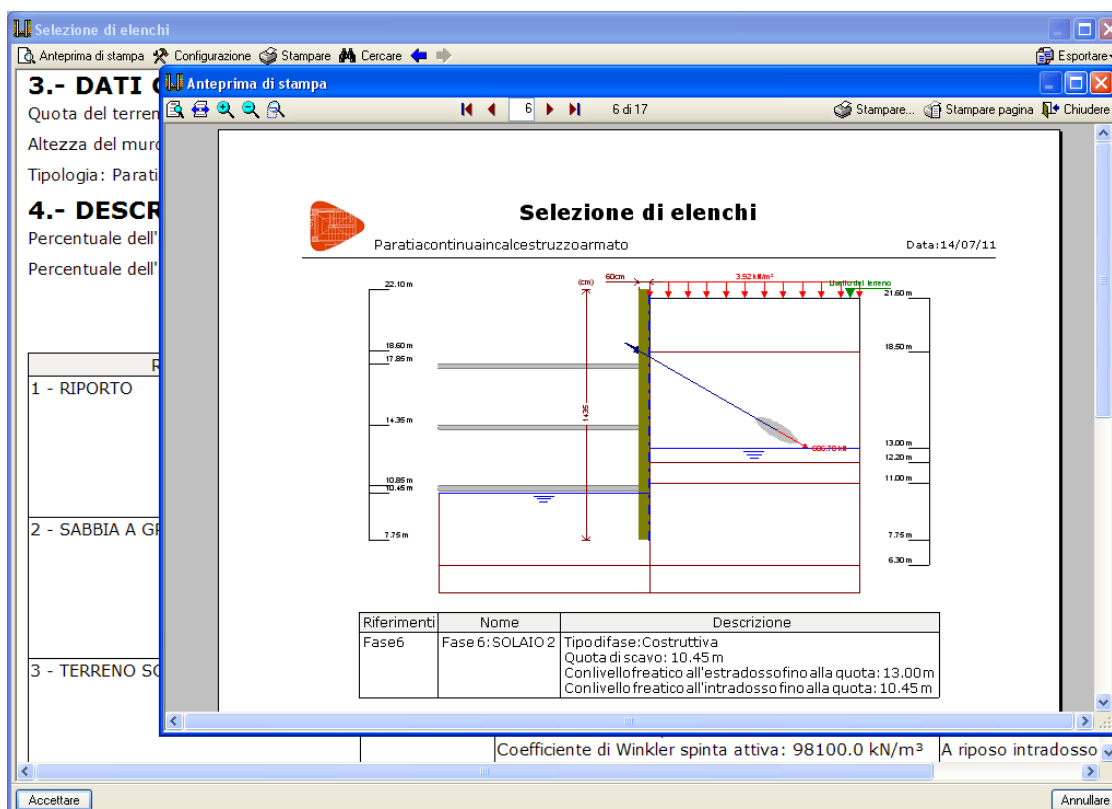 Selezione di elenchi
Anteprima di stampa Configurazione Stampare Cercare Esportare
3.- DATI
Quota del terren
Altezza del muro
Tipologia: Parati
4.- DESCR
Percentuale dell'
Percentuale dell'
1 - RIPORTO
2 - SABBIA A
3 - TERRENO
Coefficiente di Winkler spinta attiva: 98100.0 kN/m³ A riposo intradosso
Accettare Annullare
Anteprima di stampa
6 6 di 17 Stampare... Stampare pagina Chiudere
Selezione di elenchi
Paratiacontinuaincalcestruzzoarmato Data:14/07/11
60cm
(cm)
3.92 kN/m²
Livello del terreno
22.10 m
18.60 m
17.85 m
14.35 m
10.85 m
10.45 m
7.75 m
1435
606.70 kN
21.60 m
18.50 m
13.00 m
12.20 m
11.00 m
7.75 m
6.30 m
Riferimenti Nome Descrizione
Fase6 Fase 6: SOLAIO 2 Tipodifase:Costruttiva
Quota di scavo: 10.45 m
Conlivellofreatico all'estradossofino alla quota: 13.00 m
Conlivellofreatico all'intradossofino alla quota: 10.45 m